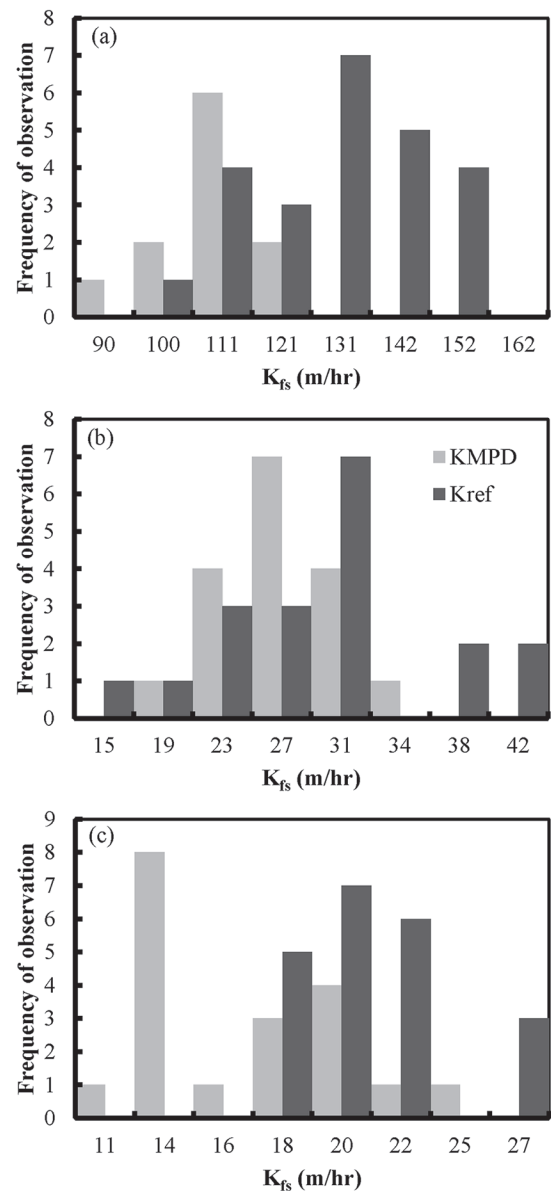 (a)
Frequency of observation
8
7
6
5
4
3
2
1
0
90 100 111 121 131 142 152 162
Kfs (m/hr)
(b)
Frequency of observation
8
7
6
5
4
3
2
1
0
KMPD
Kref
15 19 23 27 31 34 38 42
Kfs (m/hr)
(c)
Frequency of observation
9
8
7
6
5
4
3
2
1
0
11 14 16 18 20 22 25 27
Kfs (m/hr)